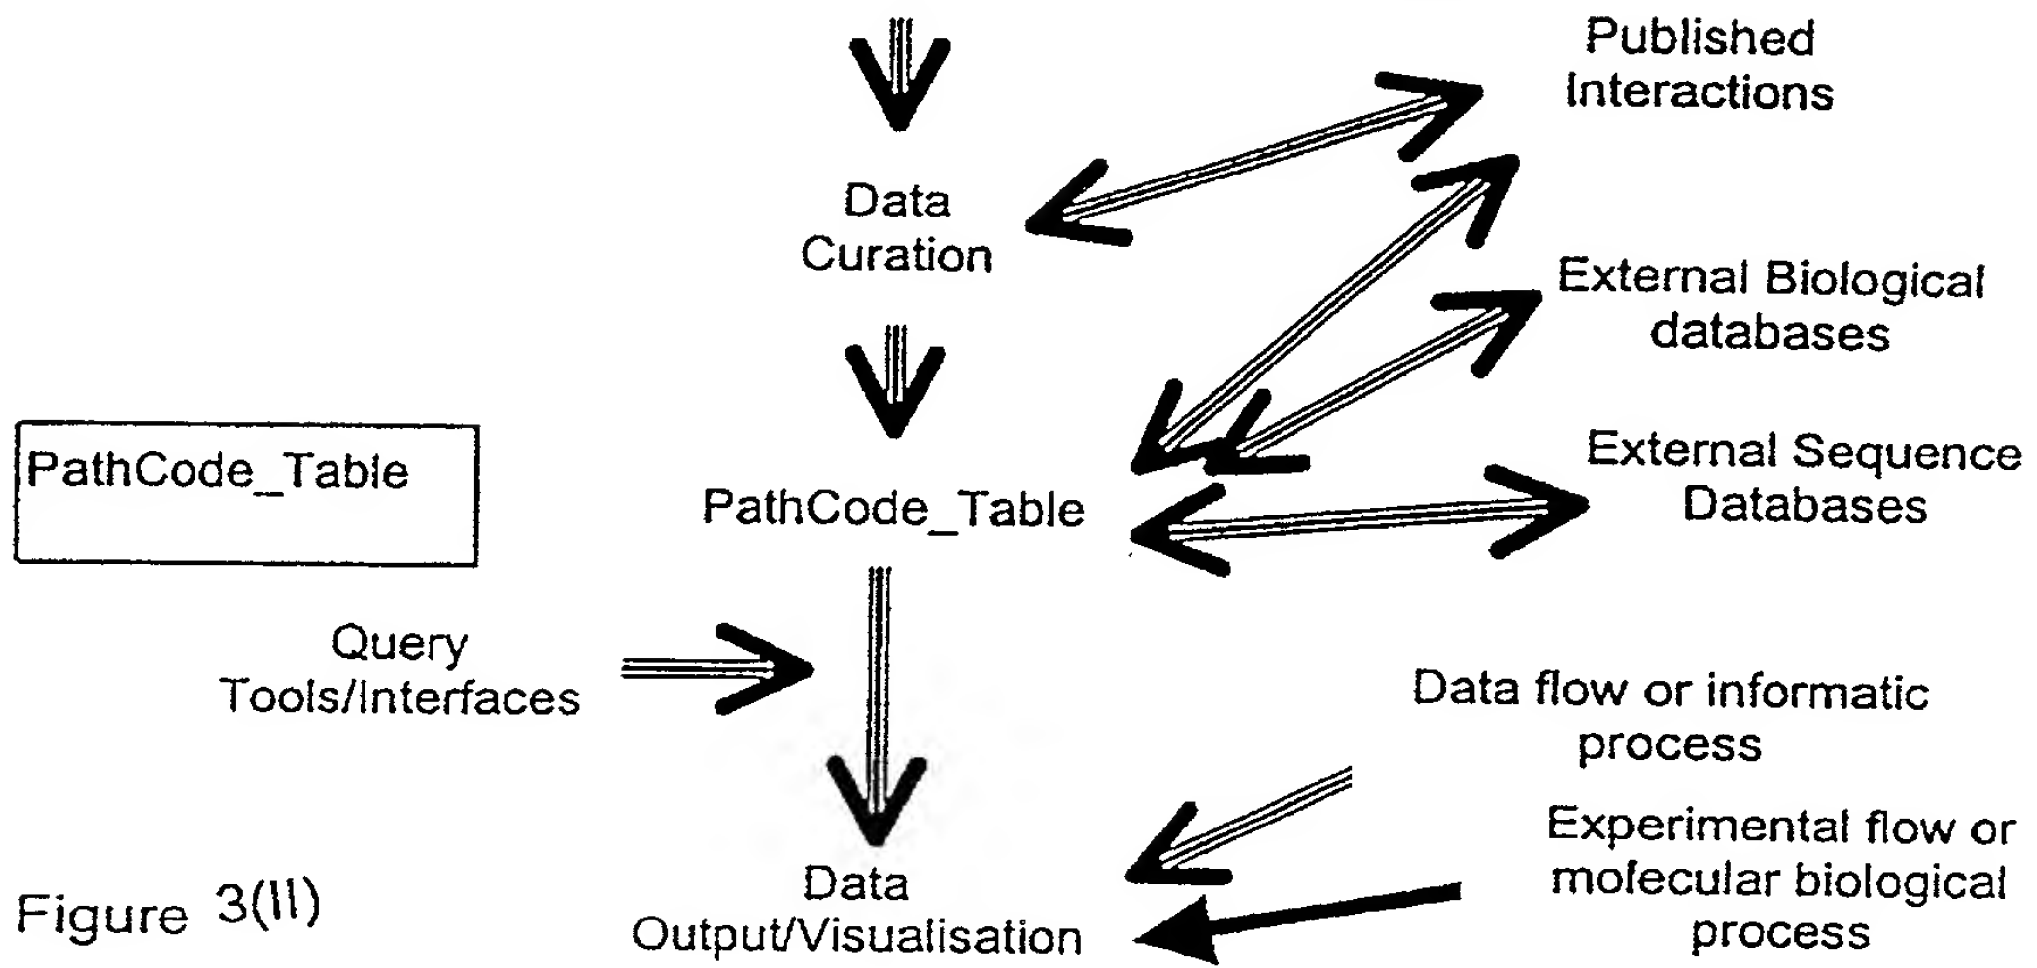 Published
Interactions
Data
Curation
External Biological
databases
PathCode_Table
PathCode_Table
External Sequence
Databases
Query
Tools/Interfaces
Data flow or informatic
process
Experimental flow or
molecular biological
process
Data
Output/Visualisation
Figure 3(II)